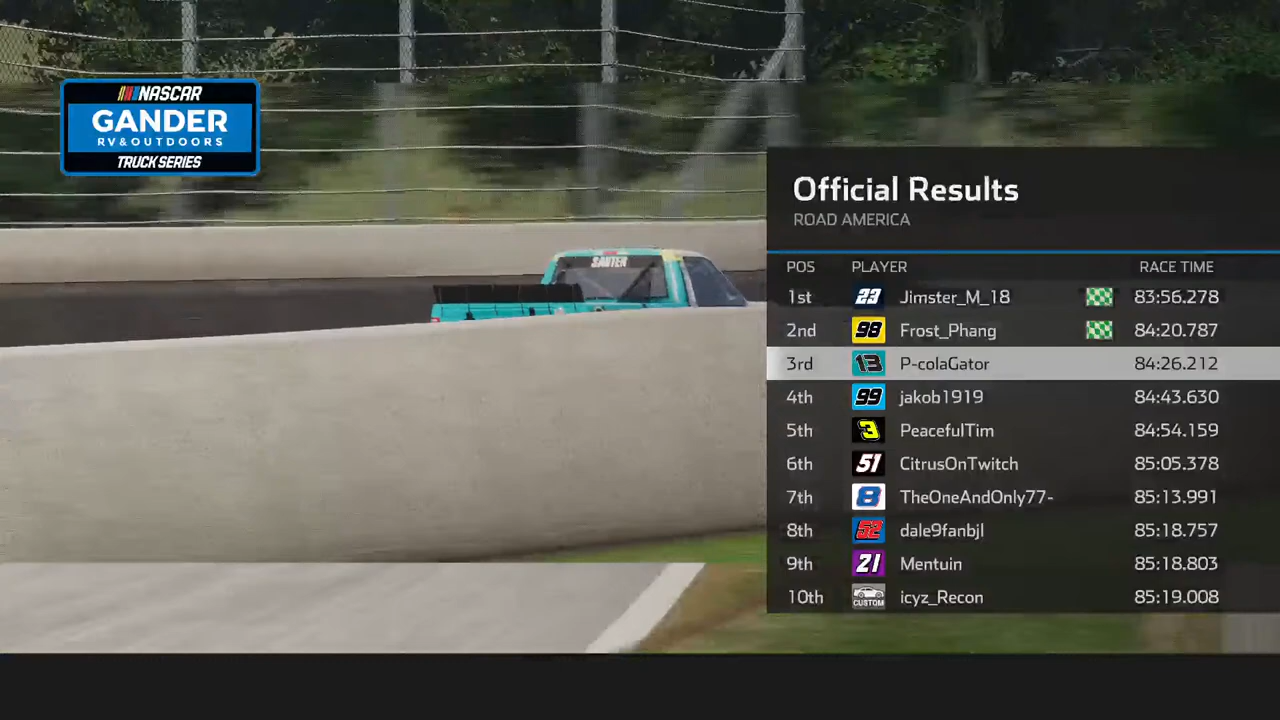 NASCAR
GANDER
RV&OUTDOORS
TRUCK SERIES
SAUTER
Official Results
ROAD AMERICA
POS PLAYER RACE TIME
1st 23 Jimster_M_18 83:56.278
2nd 98 Frost_Phang 84:20.787
3rd 13 P-colaGator 84:26.212
4th 99 jakob1919 84:43.630
5th 3 PeacefulTim 84:54.159
6th 51 CitrusOnTwitch 85:05.378
7th 8 TheOneAndOnly77- 85:13.991
8th 52 dale9fanbjl 85:18.757
9th 21 Mentuin 85:18.803
10th CUSTOM icyz_Recon 85:19.008